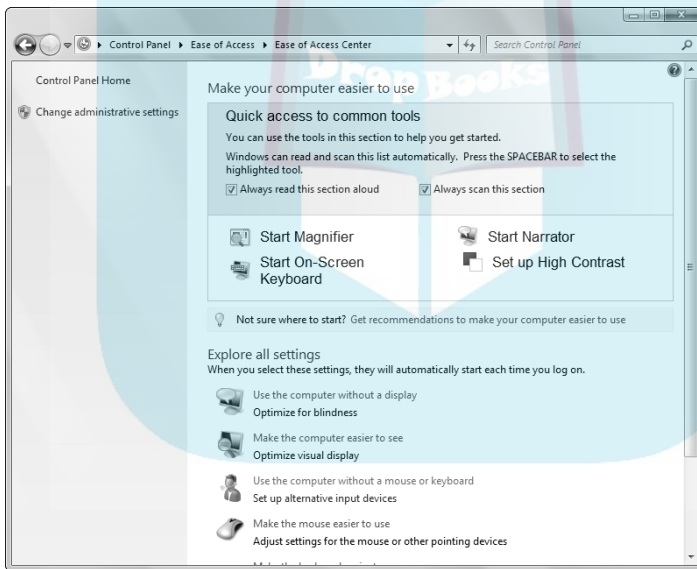 Control Panel Ease of Access Ease of Access Center
Search Control Panel
Control Panel Home
Change administrative settings
Drop Books
Make your computer easier to use
Quick access to common tools
You can use the tools in this section to help you get started.
Windows can read and scan this list automatically. Press the SPACEBAR to select the
highlighted tool.
Always read this section aloud
Always scan this section
Start Magnifier
Start Narrator
Start On-Screen
Keyboard
Set up High Contrast
Not sure where to start? Get recommendations to make your computer easier to use
Explore all settings
When you select these settings, they will automatically start each time you log on.
Use the computer without a display
Optimize for blindness
Make the computer easier to see
Optimize visual display
Use the computer without a mouse or keyboard
Set up alternative input devices
Make the mouse easier to use
Adjust settings for the mouse or other pointing devices